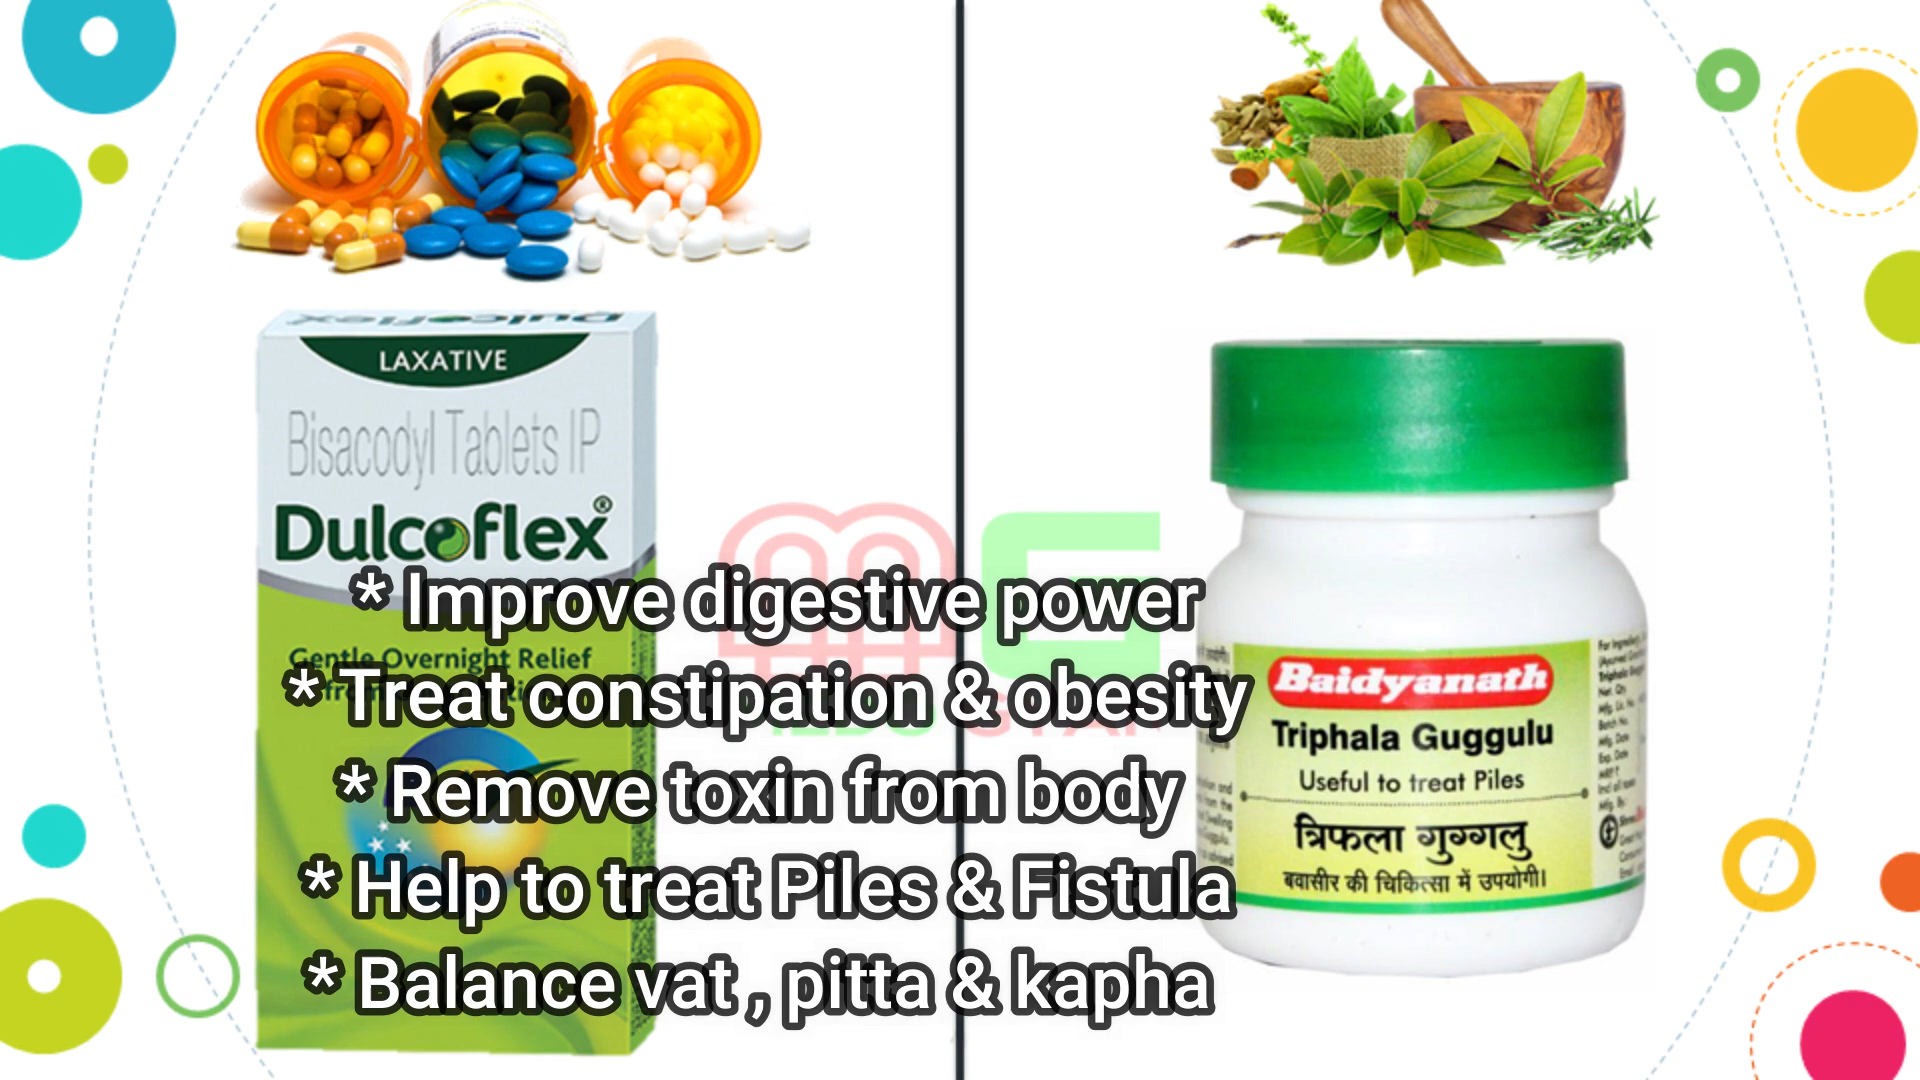 LAXATIVE
Bisacodyl Tablets IP
Dulcoflex®
Gentle Overnight Relief
* Improve digestive power
* Treat constipation & obesity
* Remove toxin from body
* Help to treat Piles & Fistula
* Balance vat , pitta & kapha
Baidyanath
Triphala Guggulu
Useful to treat Piles
त्रिफला गुग्गलु
बवासीर की चिकित्सा में उपयोगी।